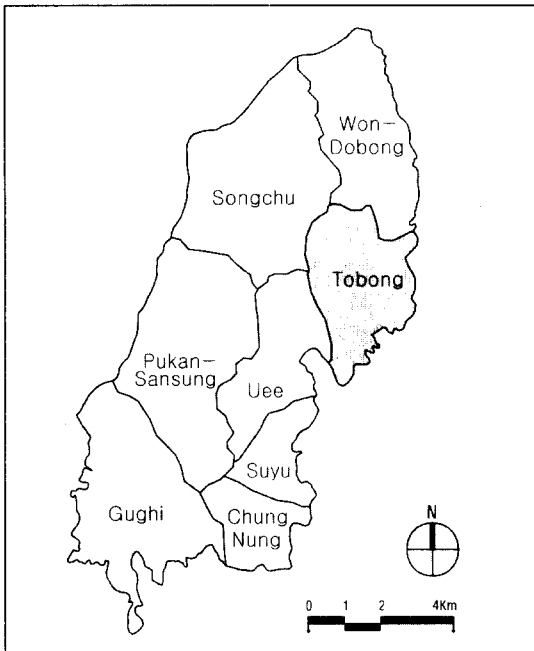 Won-
Dobong
Songchu
Tobong
Pukan-
Sansung
Uee
Suyu
Gughi
Chung
Nung
N
0 1 2 4Km